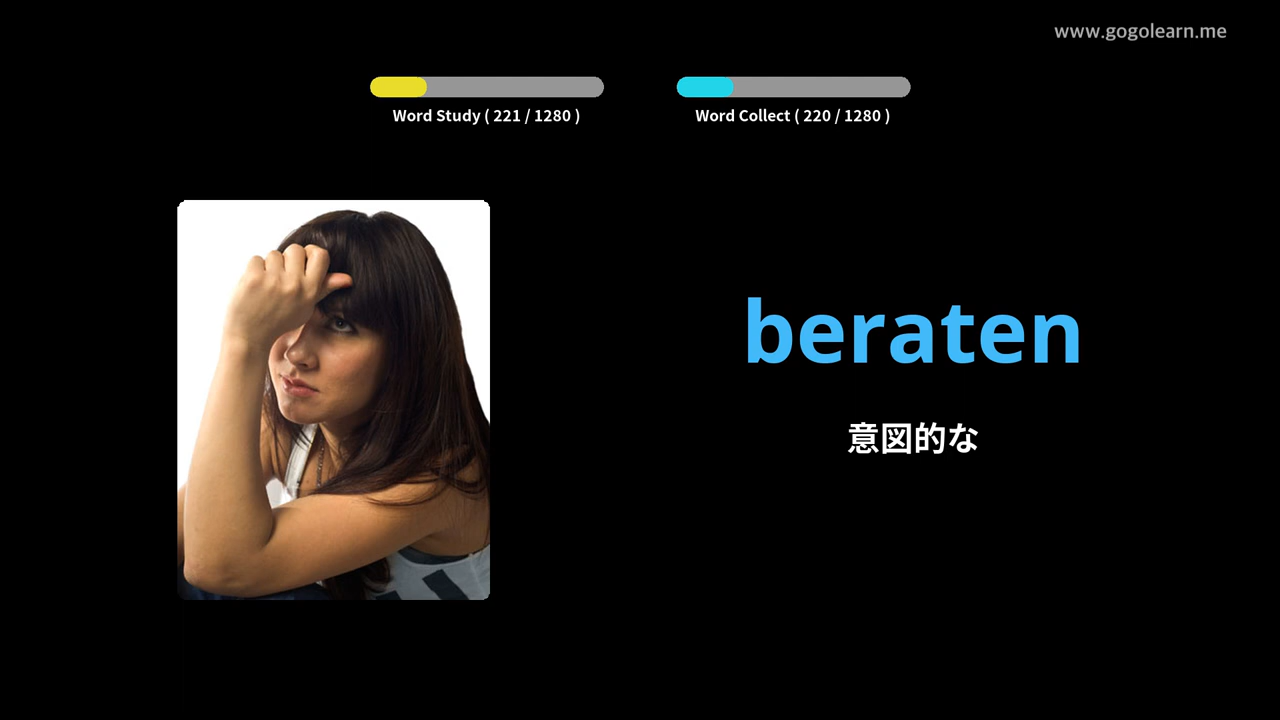 www.gogolearn.me
Word Study ( 221 / 1280 )
Word Collect ( 220 / 1280 )
beraten
意図的な